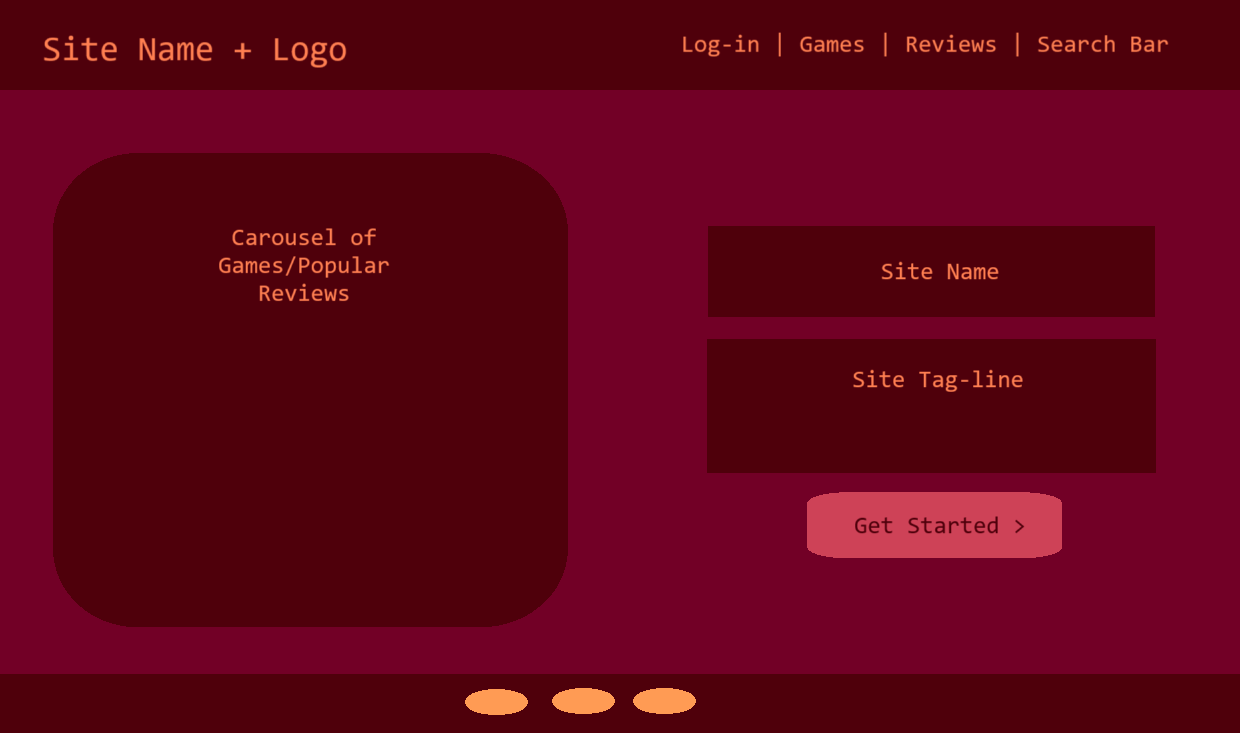 Site Name + Logo
Log-in | Games | Reviews | Search Bar
Carousel of
Games/Popular
Reviews
Site Name
Site Tag-line
Get Started >